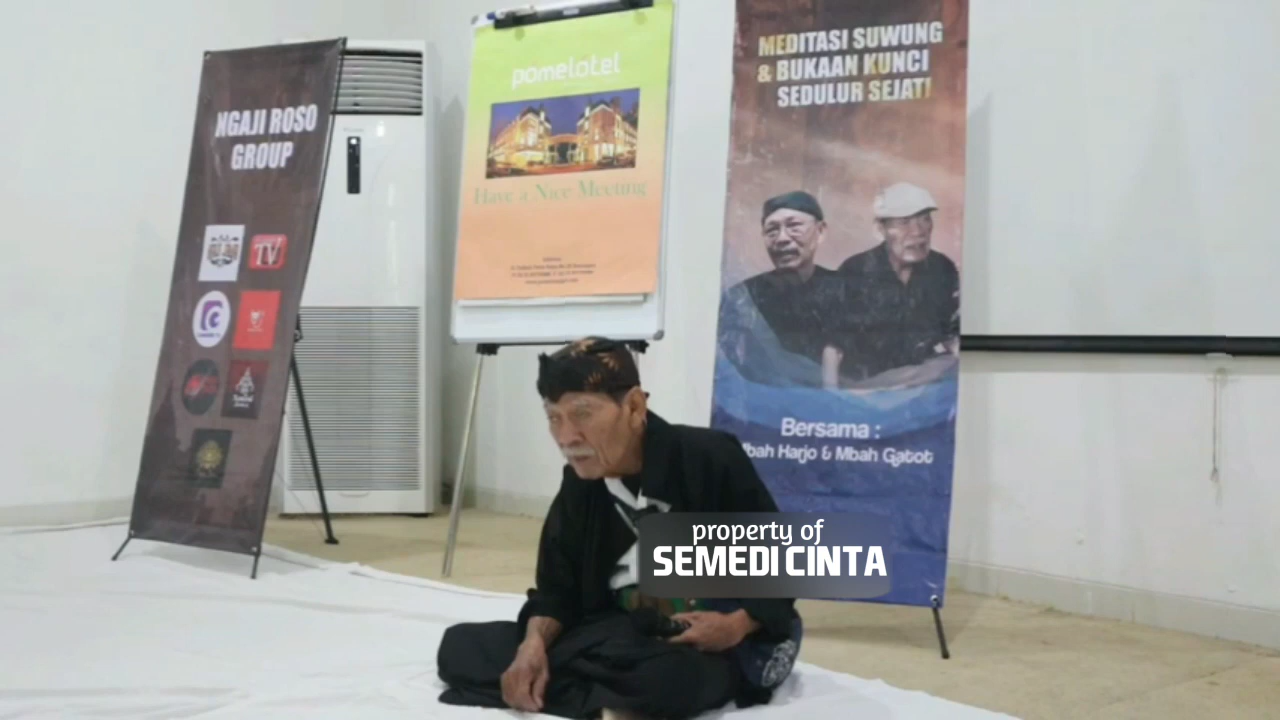 NGAJI ROSO
GROUP
TV
pomelotel
Have a Nice Meeting
MEDITASI SUWUNG
& BUKAAN KUNCI
SEDULUR SEJATI
Bersama :
Mbah Harjo & Mbah Gatot
property of
SEMEDI CINTA